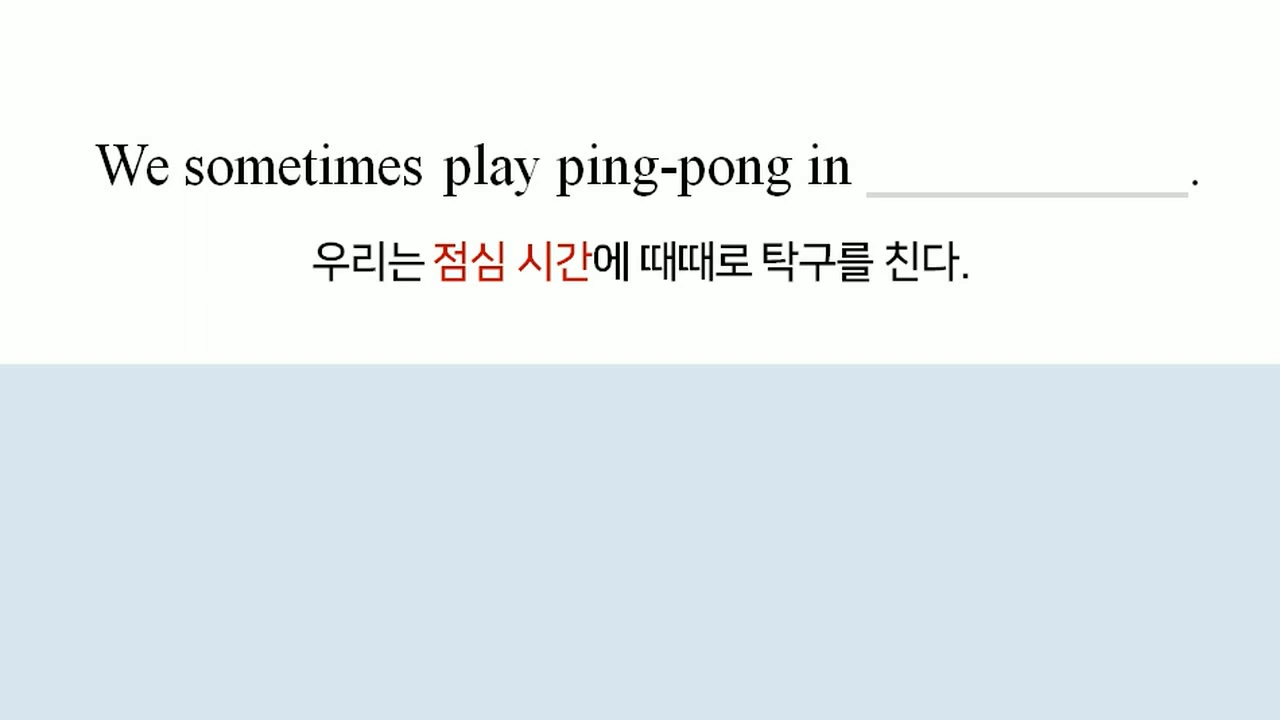 We sometimes play ping-pong in ____________.
우리는 점심 시간에 때때로 탁구를 친다.